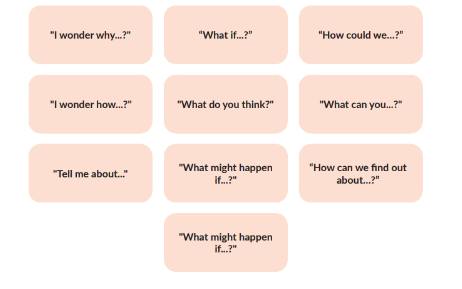 "I wonder why...?"
"What if...?"
"How could we...?"
"I wonder how...?"
"What do you think?"
"What can you...?"
"Tell me about..."
"What might happen
if...?"
"How can we find out
about...?"
"What might happen
if...?"